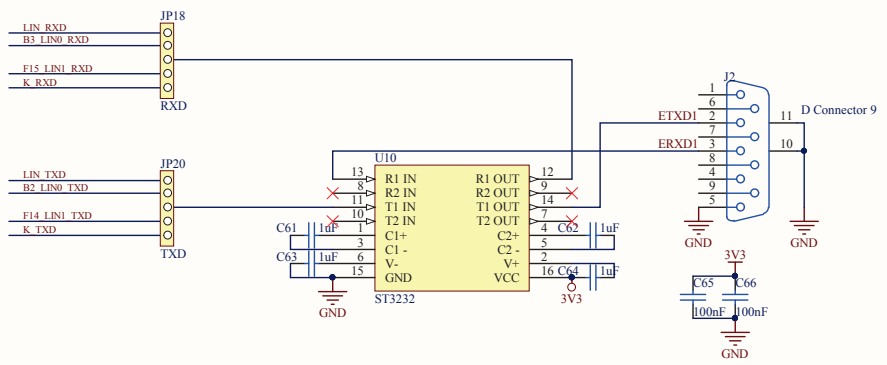 JP18
LIN_RXD
B3_LIN0_RXD
F15_LIN1_RXD
K_RXD
RXD
JP20
LIN_TXD
B2_LIN0_TXD
F14_LIN1_TXD
K_TXD
TXD
U10
13 R1 IN R1 OUT 12
8 R2 IN R2 OUT 9
11 T1 IN T1 OUT 14
10 T2 IN T2 OUT 7
1 C1+ C2+ 4
3 C1 - C2 - 5
6 V- V+ 2
15 GND VCC 16
ST3232
C61 1uF
C63 1uF
GND
C62 1uF
C64 1uF
3V3
J2
D Connector 9
1
6
ETXD1 2
7
ERXD1 3
8
4
9
5
11
10
GND
GND
3V3
C65 C66
100nF 100nF
GND